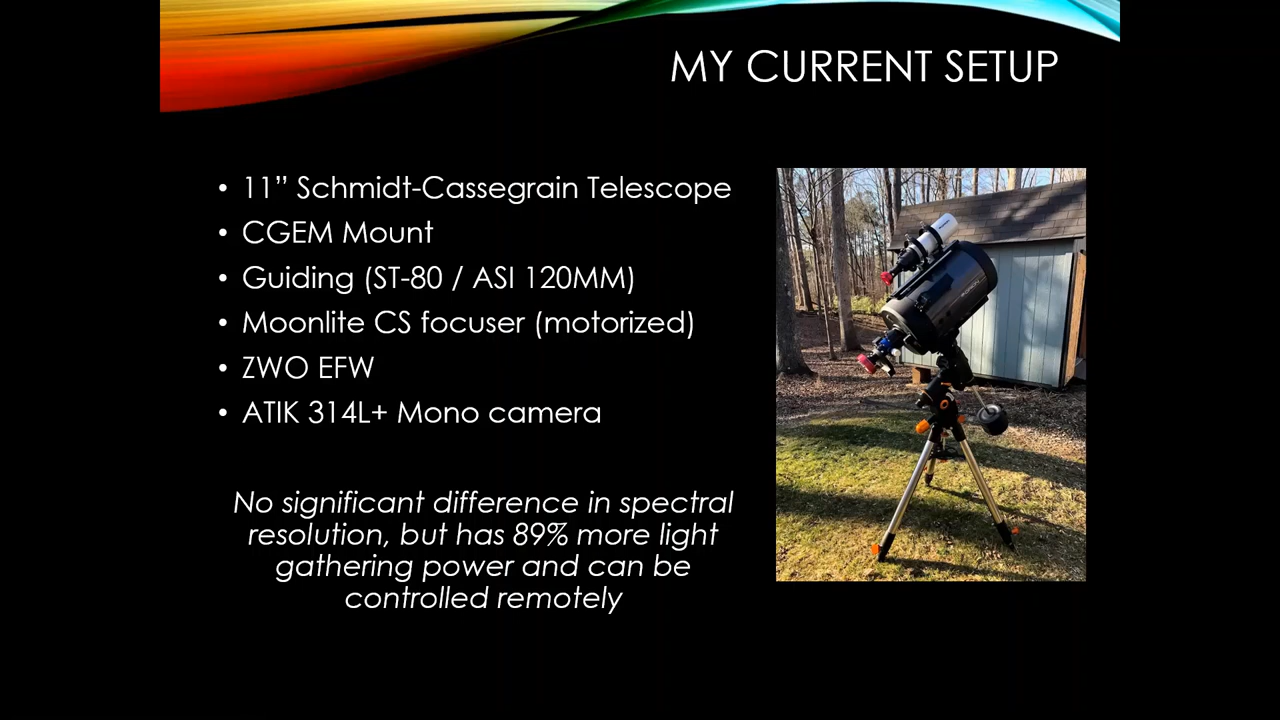 MY CURRENT SETUP
• 11” Schmidt-Cassegrain Telescope
• CGEM Mount
• Guiding (ST-80 / ASI 120MM)
• Moonlite CS focuser (motorized)
• ZWO EFW
• ATIK 314L+ Mono camera
No significant difference in spectral
resolution, but has 89% more light
gathering power and can be
controlled remotely